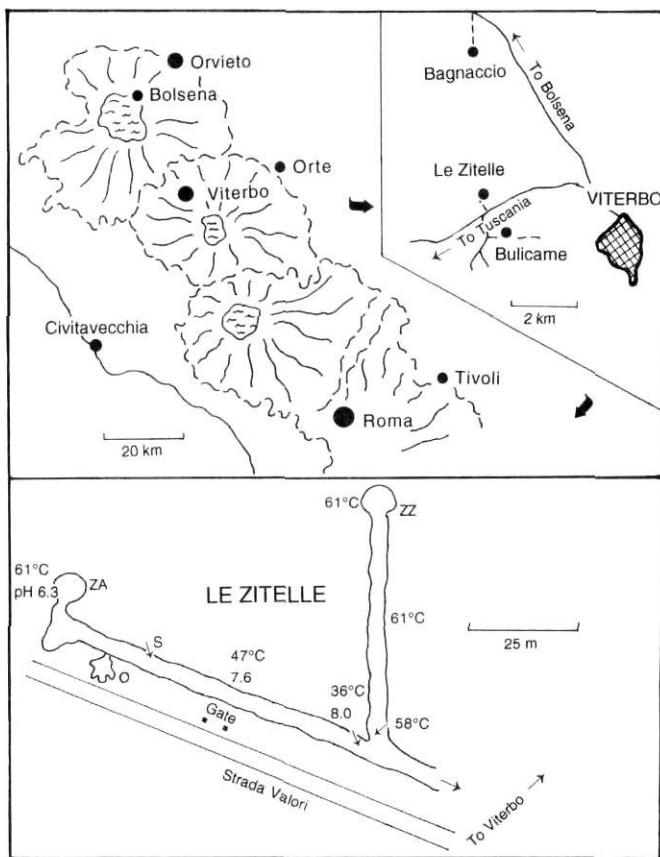 Orvieto
Bolsena
Orte
Viterbo
Civitavecchia
Tivoli
Roma
20 km
To Bolsena
Bagnaccio
Le Zitelle
VITERBO
To Tuscania
Bulicame
2 km
61°C
ZZ
61°C
pH 6.3
ZA
LE ZITELLE
S
47°C
7.6
61°C
25 m
O
36°C
8.0
58°C
Gate
Strada Valori
To Viterbo